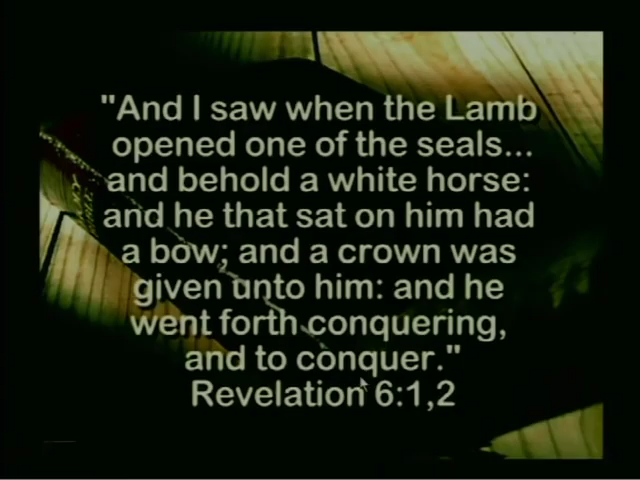 "And I saw when the Lamb
opened one of the seals...
and behold a white horse:
and he that sat on him had
a bow; and a crown was
given unto him: and he
went forth conquering,
and to conquer."
Revelation 6:1,2